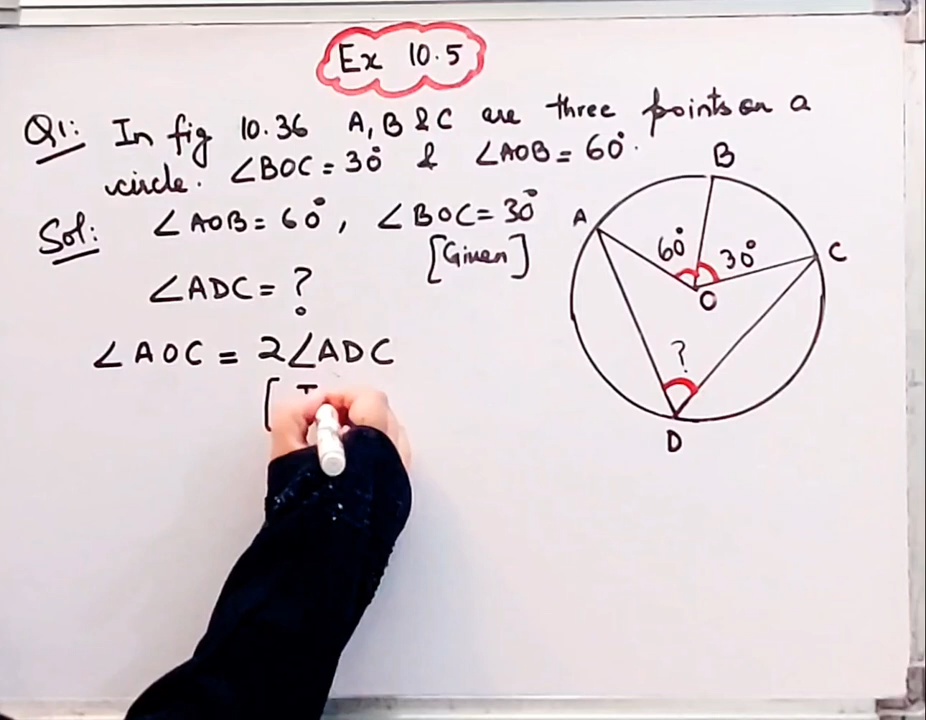 Ex 10.5
Q1: In fig 10.36 A, B & C are three points on a
circle. ∠BOC = 30° & ∠AOB = 60°.
Sol: ∠AOB = 60°, ∠BOC = 30°
[Given]
∠ADC = ?
∠AOC = 2∠ADC
[ T
B
A
C
60°
30°
O
?
D